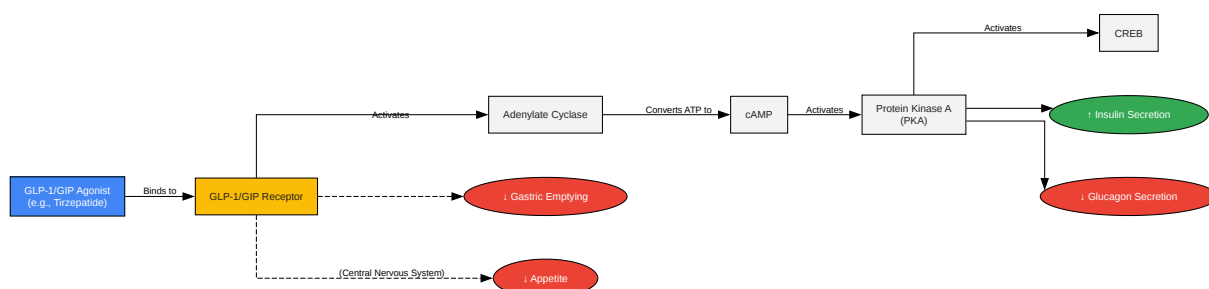 Activates
CREB
Activates
Adenylate Cyclase
Converts ATP to
cAMP
Activates
Protein Kinase A
(PKA)
↑ Insulin Secretion
GLP-1/GIP Agonist
(e.g., Tirzepatide)
Binds to
GLP-1/GIP Receptor
↓ Gastric Emptying
↓ Glucagon Secretion
(Central Nervous System)
↓ Appetite